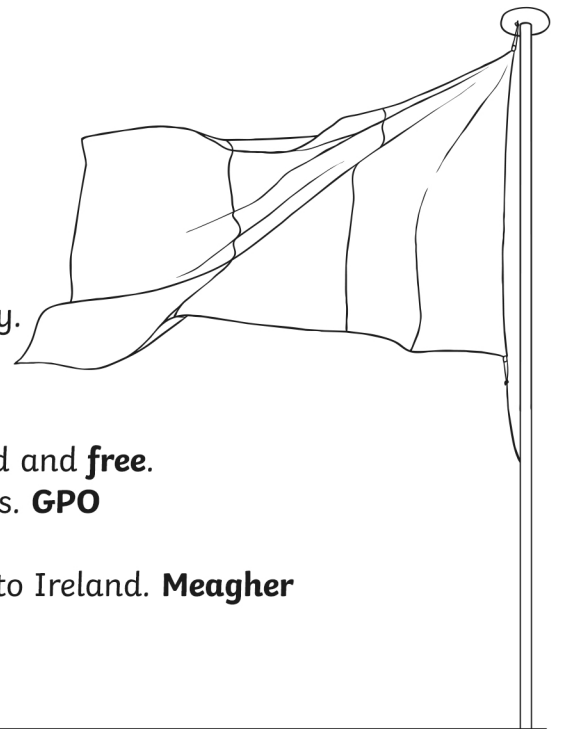 y.
d and free.
s. GPO
to Ireland. Meagher